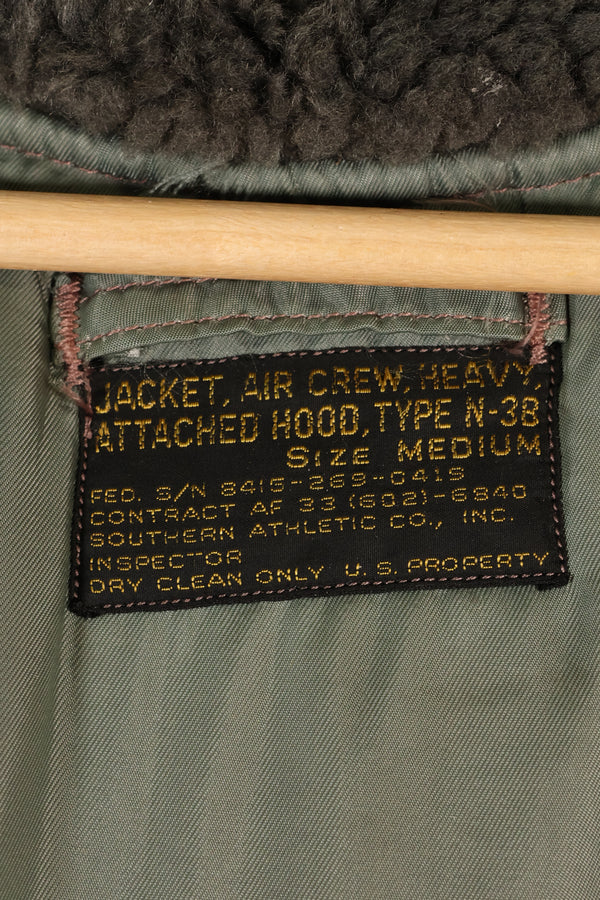 JACKET, AIR CREW, HEAVY,
ATTACHED HOOD, TYPE N-3B
SIZE MEDIUM
FED. S/N 8415-269-0419
CONTRACT AF 33 (602)-6840
SOUTHERN ATHLETIC CO., INC.
INSPECTOR
DRY CLEAN ONLY U.S. PROPERTY